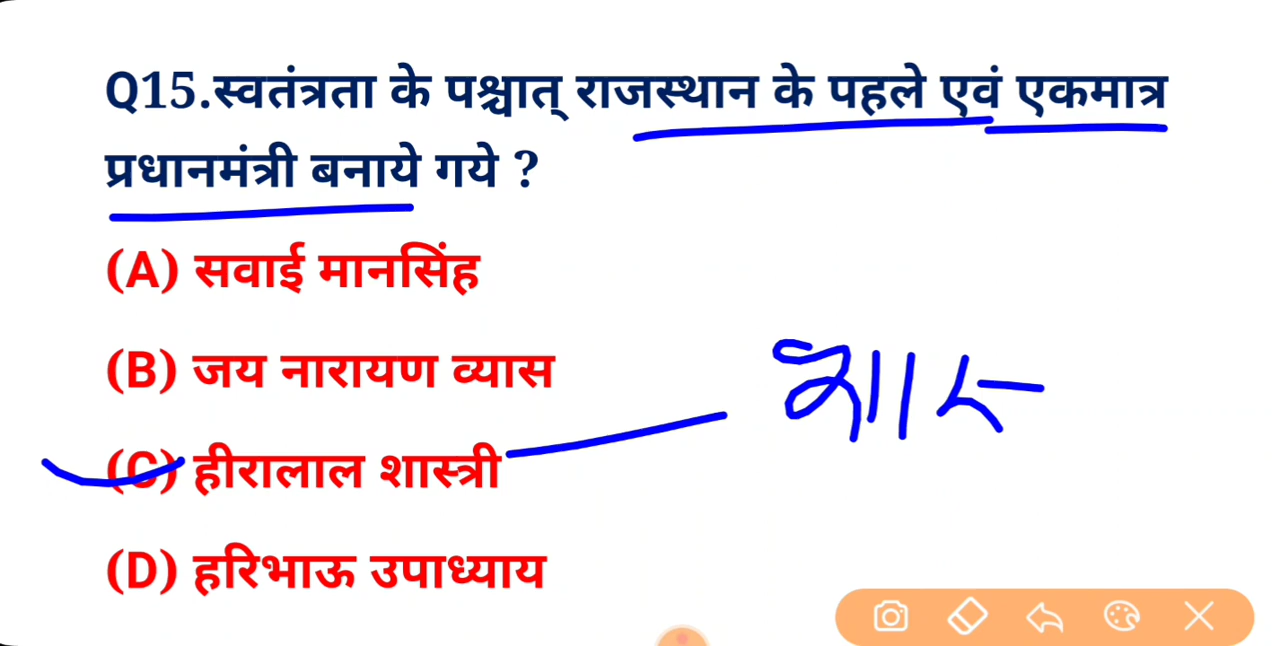 Q15.स्वतंत्रता के पश्चात् राजस्थान के पहले एवं एकमात्र
प्रधानमंत्री बनाये गये ?
(A) सवाई मानसिंह
(B) जय नारायण व्यास
(C) हीरालाल शास्त्री
(D) हरिभाऊ उपाध्याय